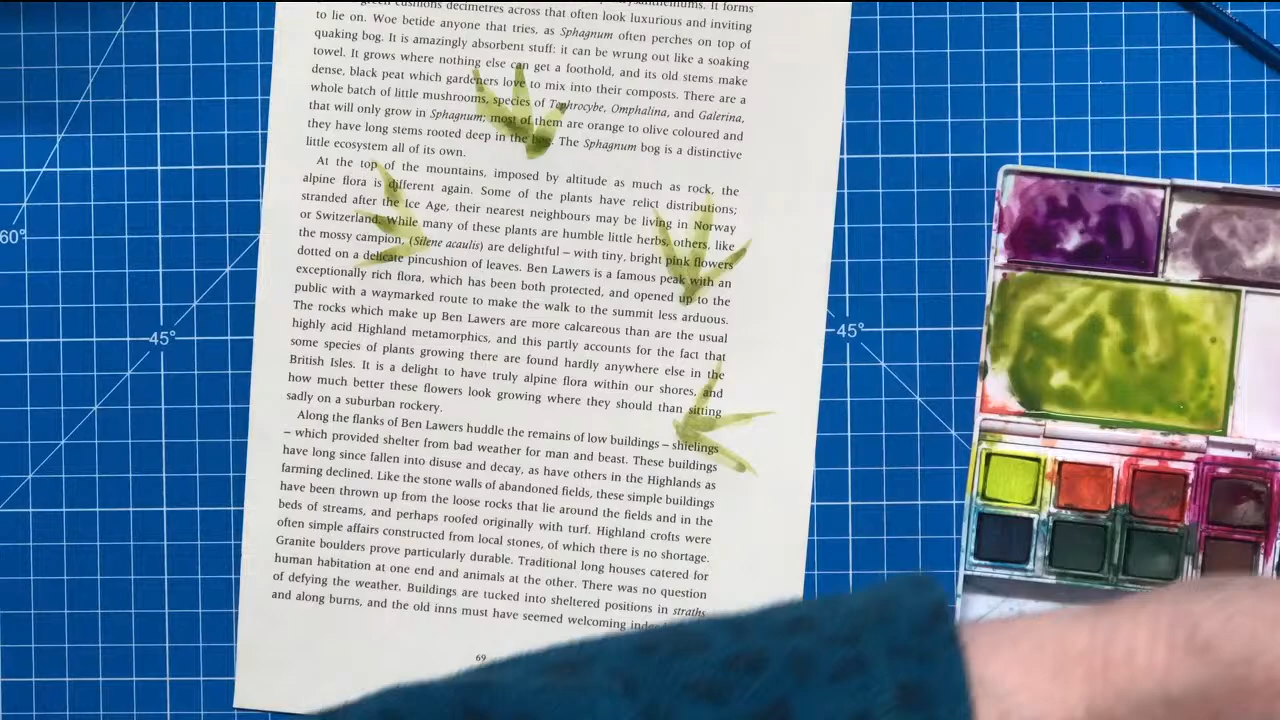 green cushions decimetres across that often look luxurious and inviting
to lie on. Woe betide anyone that tries, as Sphagnum often perches on top of
quaking bog. It is amazingly absorbent stuff: it can be wrung out like a soaking
towel. It grows where nothing else can get a foothold, and its old stems make
dense, black peat which gardeners love to mix into their composts. There are a
whole batch of little mushrooms, species of Tephrocybe, Omphalina, and Galerina,
that will only grow in Sphagnum; most of them are orange to olive coloured and
they have long stems rooted deep in the bog. The Sphagnum bog is a distinctive
little ecosystem all of its own.
At the top of the mountains, imposed by altitude as much as rock, the
alpine flora is different again. Some of the plants have relict distributions;
stranded after the Ice Age, their nearest neighbours may be living in Norway
or Switzerland. While many of these plants are humble little herbs, others, like
the mossy campion, (Silene acaulis) are delightful – with tiny, bright pink flowers
dotted on a delicate pincushion of leaves. Ben Lawers is a famous peak with an
exceptionally rich flora, which has been both protected, and opened up to the
public with a waymarked route to make the walk to the summit less arduous.
The rocks which make up Ben Lawers are more calcareous than are the usual
highly acid Highland metamorphics, and this partly accounts for the fact that
some species of plants growing there are found hardly anywhere else in the
British Isles. It is a delight to have truly alpine flora within our shores, and
how much better these flowers look growing where they should than sitting
sadly on a suburban rockery.
Along the flanks of Ben Lawers huddle the remains of low buildings – shielings
– which provided shelter from bad weather for man and beast. These buildings
have long since fallen into disuse and decay, as have others in the Highlands as
farming declined. Like the stone walls of abandoned fields, these simple buildings
have been thrown up from the loose rocks that lie around the fields and in the
beds of streams, and perhaps roofed originally with turf. Highland crofts were
often simple affairs constructed from local stones, of which there is no shortage.
Granite boulders prove particularly durable. Traditional long houses catered for
human habitation at one end and animals at the other. There was no question
of defying the weather. Buildings are tucked into sheltered positions in straths
and along burns, and the old inns must have seemed welcoming
69
60°
45°
45°